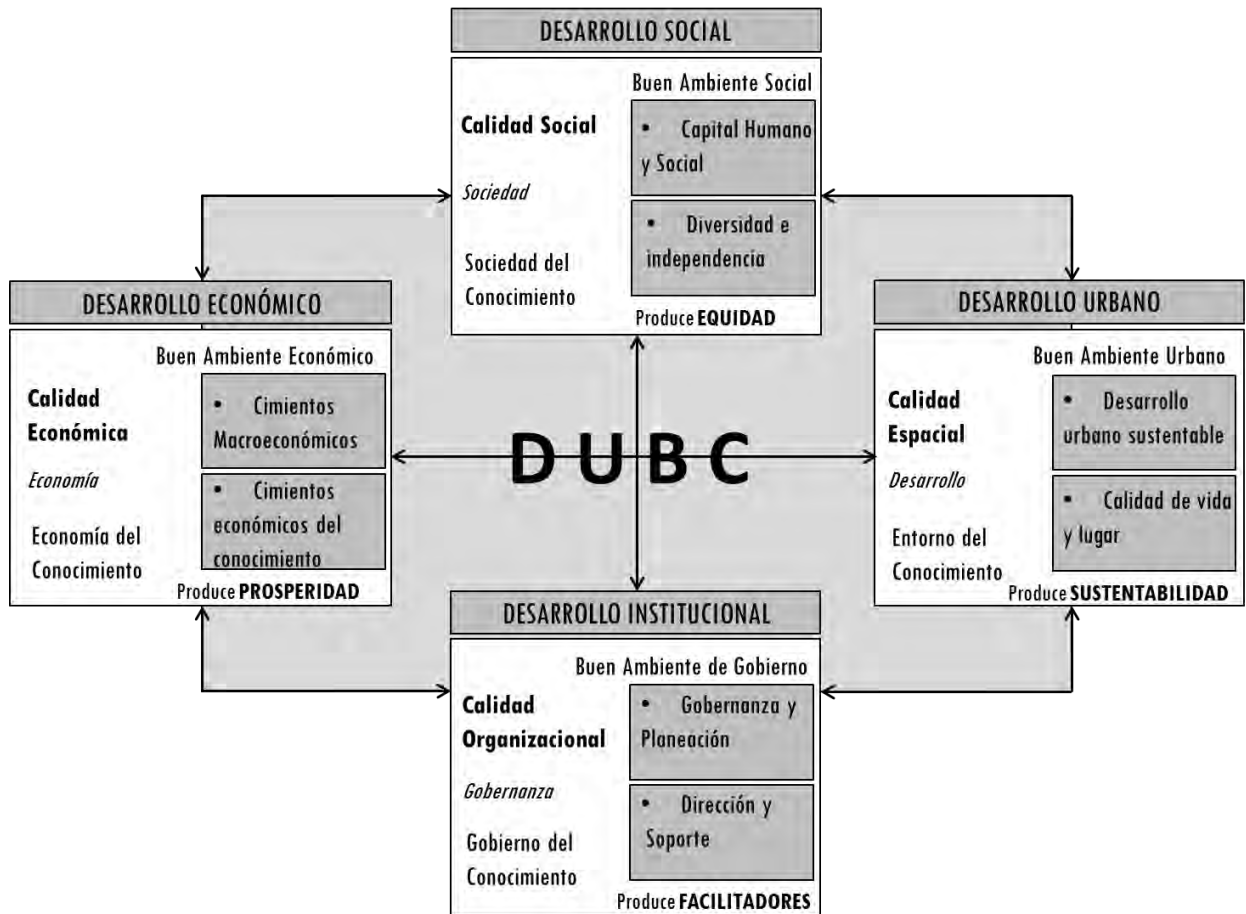 DESARROLLO SOCIAL
Buen Ambiente Social
Calidad Social
Sociedad
Sociedad del
Conocimiento
• Capital Humano
y Social
• Diversidad e
independencia
Produce EQUIDAD
DESARROLLO ECONÓMICO
Buen Ambiente Económico
Calidad
Económica
Economía
Economía del
Conocimiento
• Cimientos
Macroeconómicos
• Cimientos
económicos del
conocimiento
Produce PROSPERIDAD
D U B C
DESARROLLO URBANO
Buen Ambiente Urbano
Calidad
Espacial
Desarrollo
Entorno del
Conocimiento
• Desarrollo
urbano sustentable
• Calidad de vida
y lugar
Produce SUSTENTABILIDAD
DESARROLLO INSTITUCIONAL
Buen Ambiente de Gobierno
Calidad
Organizacional
Gobernanza
Gobierno del
Conocimiento
• Gobernanza y
Planeación
• Dirección y
Soporte
Produce FACILITADORES